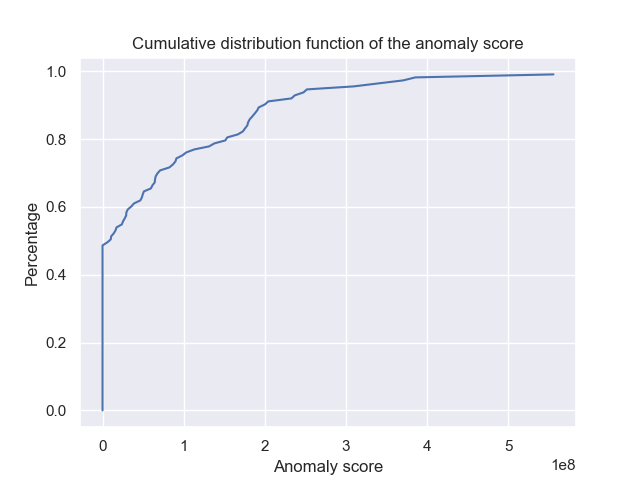 Cumulative distribution function of the anomaly score
Percentage
1.0
0.8
0.6
0.4
0.2
0.0
0 1 2 3 4 5
1e8
Anomaly score